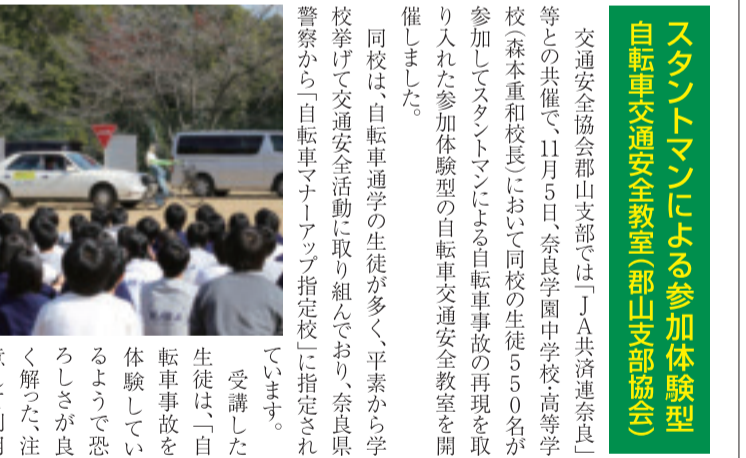 スタントマンによる参加体験型
自転車交通安全教室(郡山支部協会)
交通安全協会郡山支部では「JA共済連奈良」
等との共催で、11月5日、奈良学園中学校・高等学
校(森本重和校長)において同校の生徒550名が
参加してスタントマンによる自転車事故の再現を取
り入れた参加体験型の自転車交通安全教室を開
催しました。
同校は、自転車通学の生徒が多く、平素から学
校挙げて交通安全活動に取り組んでおり、奈良県
警察から「自転車マナーアップ指定校」に指定され
ています。
受講した
生徒は、「自
転車事故を
体験してい
るようで恐
ろしさが良
く解った、注